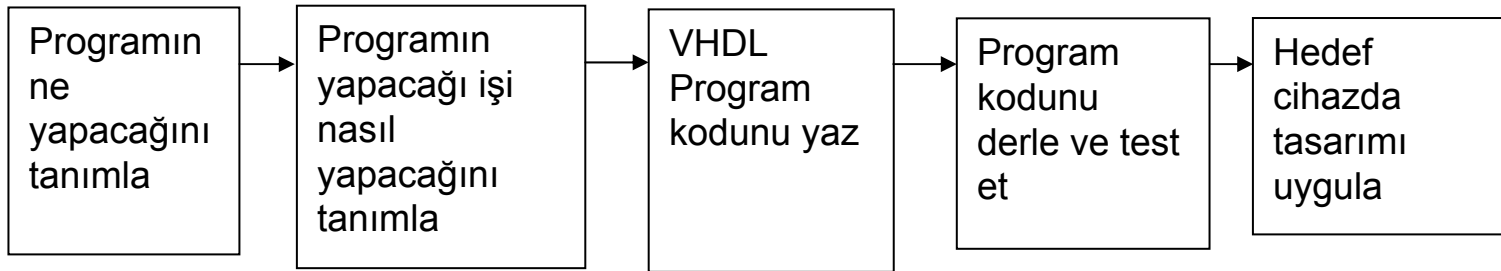 Programın
ne
yapacağını
tanımla
Programın
yapacağı işi
nasıl
yapacağını
tanımla
VHDL
Program
kodunu yaz
Program
kodunu
derle ve test
et
Hedef
cihazda
tasarımı
uygula